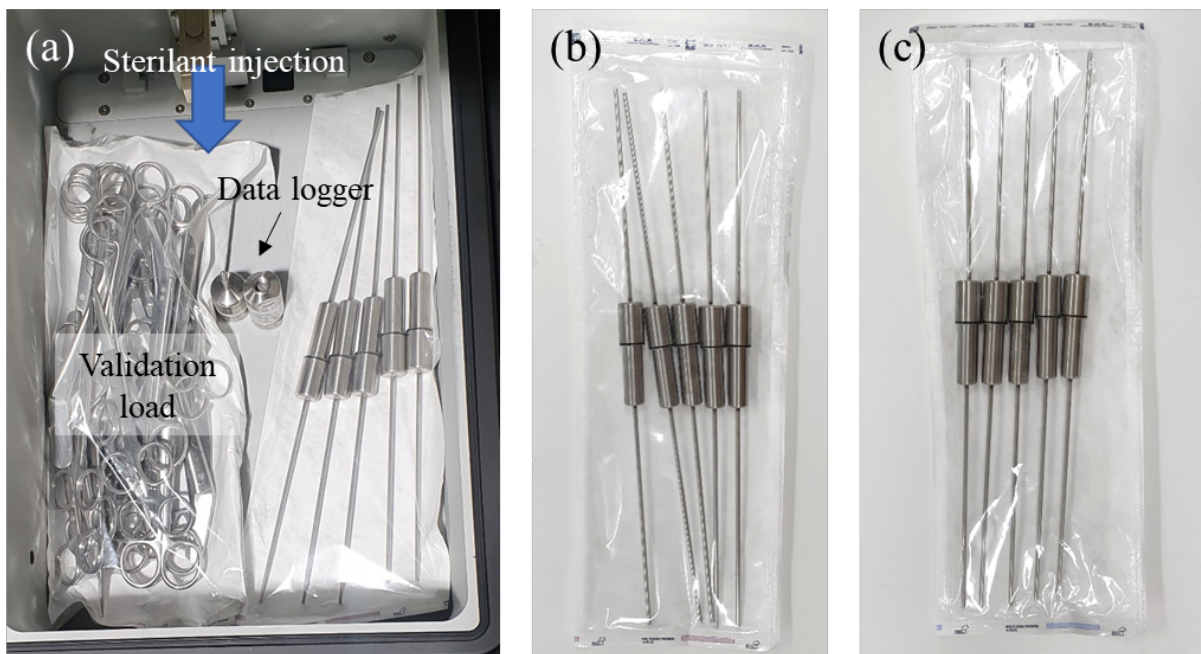 (a)
Sterilant injection
Data logger
Validation
load
(b)
(c)